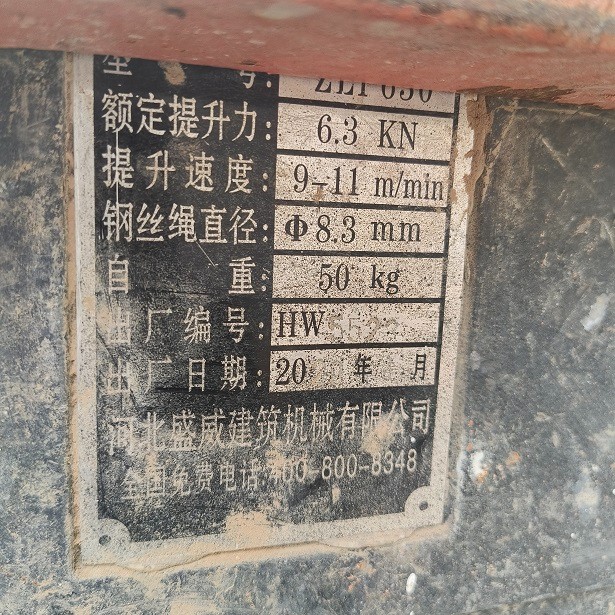 型 号: ZLP630
额定提升力: 6.3 KN
提升速度: 9-11 m/min
钢丝绳直径: Φ8.3 mm
自 重: 50 kg
出厂编号: HW
出厂日期: 20 年 月
河北盛威建筑机械有限公司
全国免费电话:400-800-8348